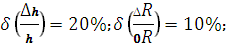 δ(Δh/h) = 20%; δ(ΔR/0R) = 10%;